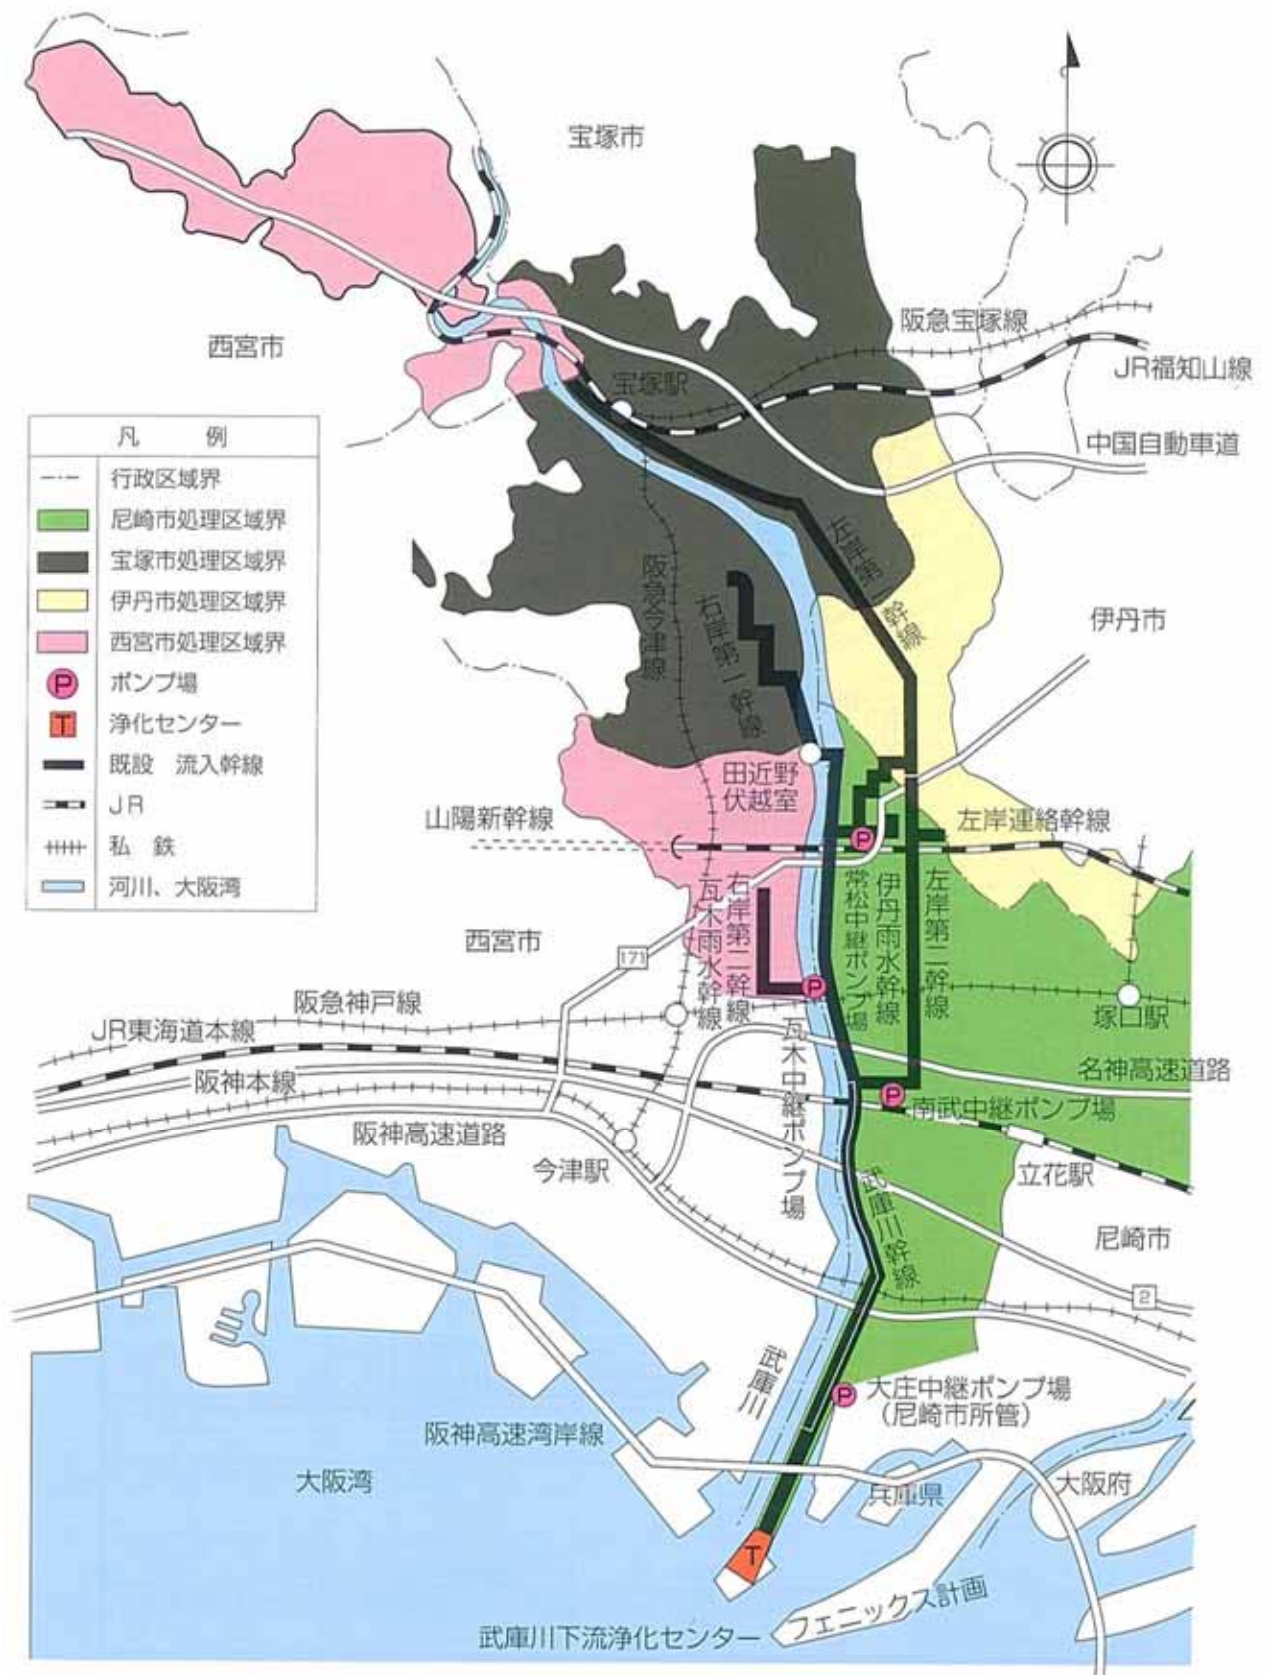 宝塚市
阪急宝塚線
西宮市
JR福知山線
宝塚駅
中国自動車道
凡 例
行政区域界
尼崎市処理区域界
宝塚市処理区域界
伊丹市処理区域界
西宮市処理区域界
P ポンプ場
T 浄化センター
既設 流入幹線
JR
私 鉄
河川、大阪湾
左岸第一幹線
阪急今津線
右岸第一幹線
伊丹市
田近野
伏越室
山陽新幹線
左岸連絡幹線
P
右岸第二幹線
瓦木雨水幹線
常松中継ポンプ場
伊丹雨水幹線
左岸第二幹線
西宮市
171
P
阪急神戸線
塚口駅
JR東海道本線
瓦木中継ポンプ場
名神高速道路
阪神本線
P
南武中継ポンプ場
阪神高速道路
今津駅
立花駅
武庫川幹線
尼崎市
2
武庫川
P
大庄中継ポンプ場
(尼崎市所管)
阪神高速湾岸線
大阪湾
兵庫県
大阪府
T
フェニックス計画
武庫川下流浄化センター